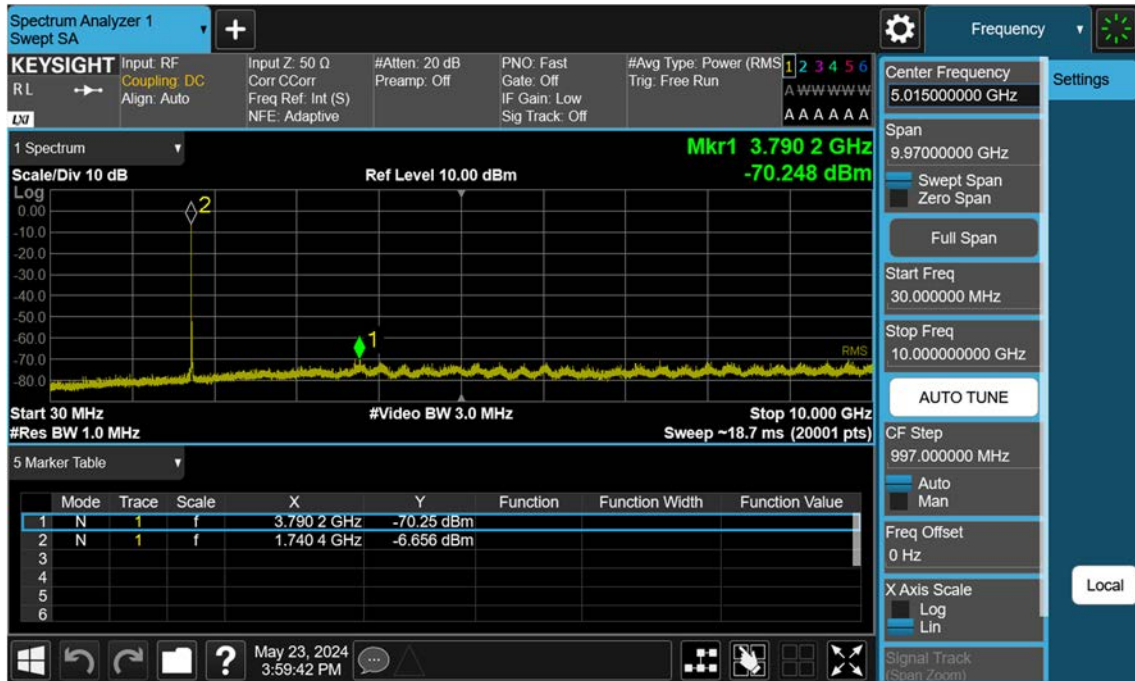 Spectrum Analyzer 1
Swept SA
Frequency
KEYSIGHT
R L
LXI
Input: RF
Coupling: DC
Align: Auto
Input Z: 50 Ω
Corr CCorr
Freq Ref: Int (S)
NFE: Adaptive
#Atten: 20 dB
Preamp: Off
PNO: Fast
Gate: Off
IF Gain: Low
Sig Track: Off
#Avg Type: Power (RMS
Trig: Free Run
1 2 3 4 5 6
A W W W W W
A A A A A A
1 Spectrum
Scale/Div 10 dB
Ref Level 10.00 dBm
Mkr1 3.790 2 GHz
-70.248 dBm
Log
0.00
-10.0
-20.0
-30.0
-40.0
-50.0
-60.0
-70.0
-80.0
2
1
RMS
Start 30 MHz
#Video BW 3.0 MHz
Stop 10.000 GHz
#Res BW 1.0 MHz
Sweep ~18.7 ms (20001 pts)
5 Marker Table
Mode Trace Scale X Y Function Function Width Function Value
1 N 1 f 3.790 2 GHz -70.25 dBm
2 N 1 f 1.740 4 GHz -6.656 dBm
3
4
5
6
May 23, 2024
3:59:42 PM
Center Frequency
5.015000000 GHz
Settings
Span
9.97000000 GHz
Swept Span
Zero Span
Full Span
Start Freq
30.000000 MHz
Stop Freq
10.000000000 GHz
AUTO TUNE
CF Step
997.000000 MHz
Auto
Man
Freq Offset
0 Hz
X Axis Scale
Log
Lin
Local
Signal Track
(Span Zoom)